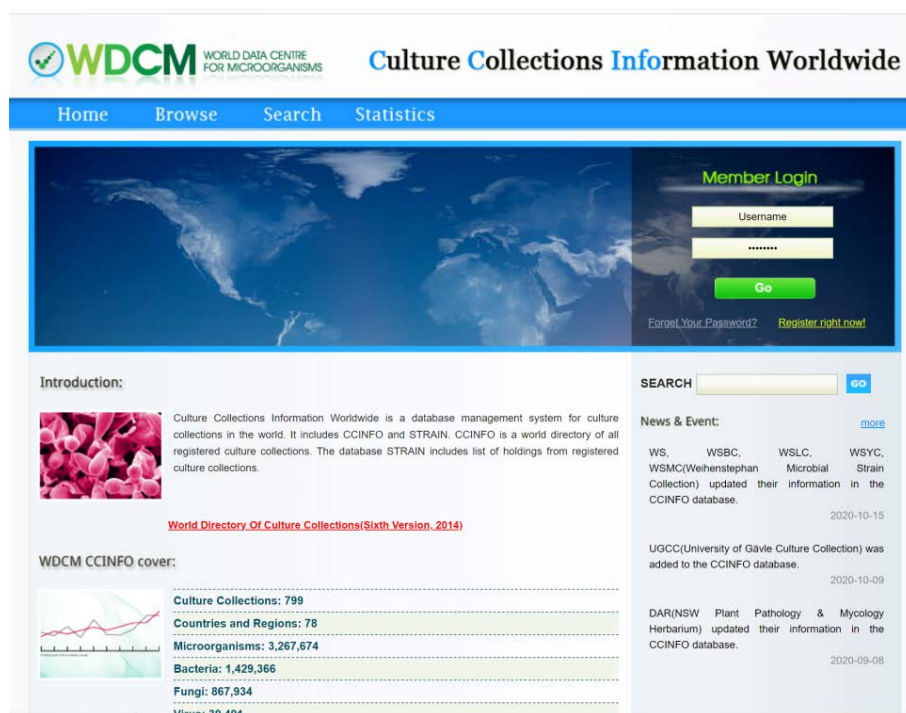 WDCM WORLD DATA CENTRE
FOR MICROORGANISMS
Culture Collections Information Worldwide
Home Browse Search Statistics
Member Login
Username
••••••••
Go
Forget Your Password? Register right now!
Introduction:
Culture Collections Information Worldwide is a database management system for culture
collections in the world. It includes CCINFO and STRAIN. CCINFO is a world directory of all
registered culture collections. The database STRAIN includes list of holdings from registered
culture collections.
World Directory Of Culture Collections(Sixth Version, 2014)
WDCM CCINFO cover:
Culture Collections: 799
Countries and Regions: 78
Microorganisms: 3,267,674
Bacteria: 1,429,366
Fungi: 867,934
SEARCH GO
News & Event: more
WS, WSBC, WSLC, WSYC,
WSMC(Weihenstephan Microbial Strain
Collection) updated their information in the
CCINFO database.
2020-10-15
UGCC(University of Gävle Culture Collection) was
added to the CCINFO database.
2020-10-09
DAR(NSW Plant Pathology & Mycology
Herbarium) updated their information in the
CCINFO database.
2020-09-08